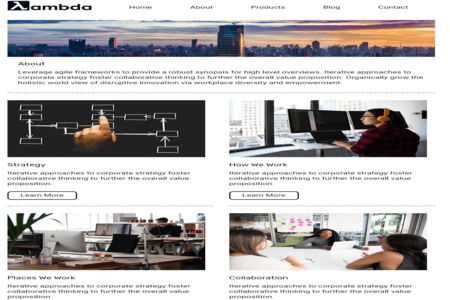 λambda
Home About Products Blog Contact
About
Leverage agile frameworks to provide a robust synopsis for high level overviews. Iterative approaches to
corporate strategy foster collaborative thinking to further the overall value proposition. Organically grow the
holistic world view of disruptive innovation via workplace diversity and empowerment.
Strategy
Iterative approaches to corporate strategy foster
collaborative thinking to further the overall value
proposition.
Learn More
How We Work
Iterative approaches to corporate strategy foster
collaborative thinking to further the overall value
proposition.
Learn More
Places We Work
Iterative approaches to corporate strategy foster
collaborative thinking to further the overall value
proposition.
Collaboration
Iterative approaches to corporate strategy foster
collaborative thinking to further the overall value
proposition.